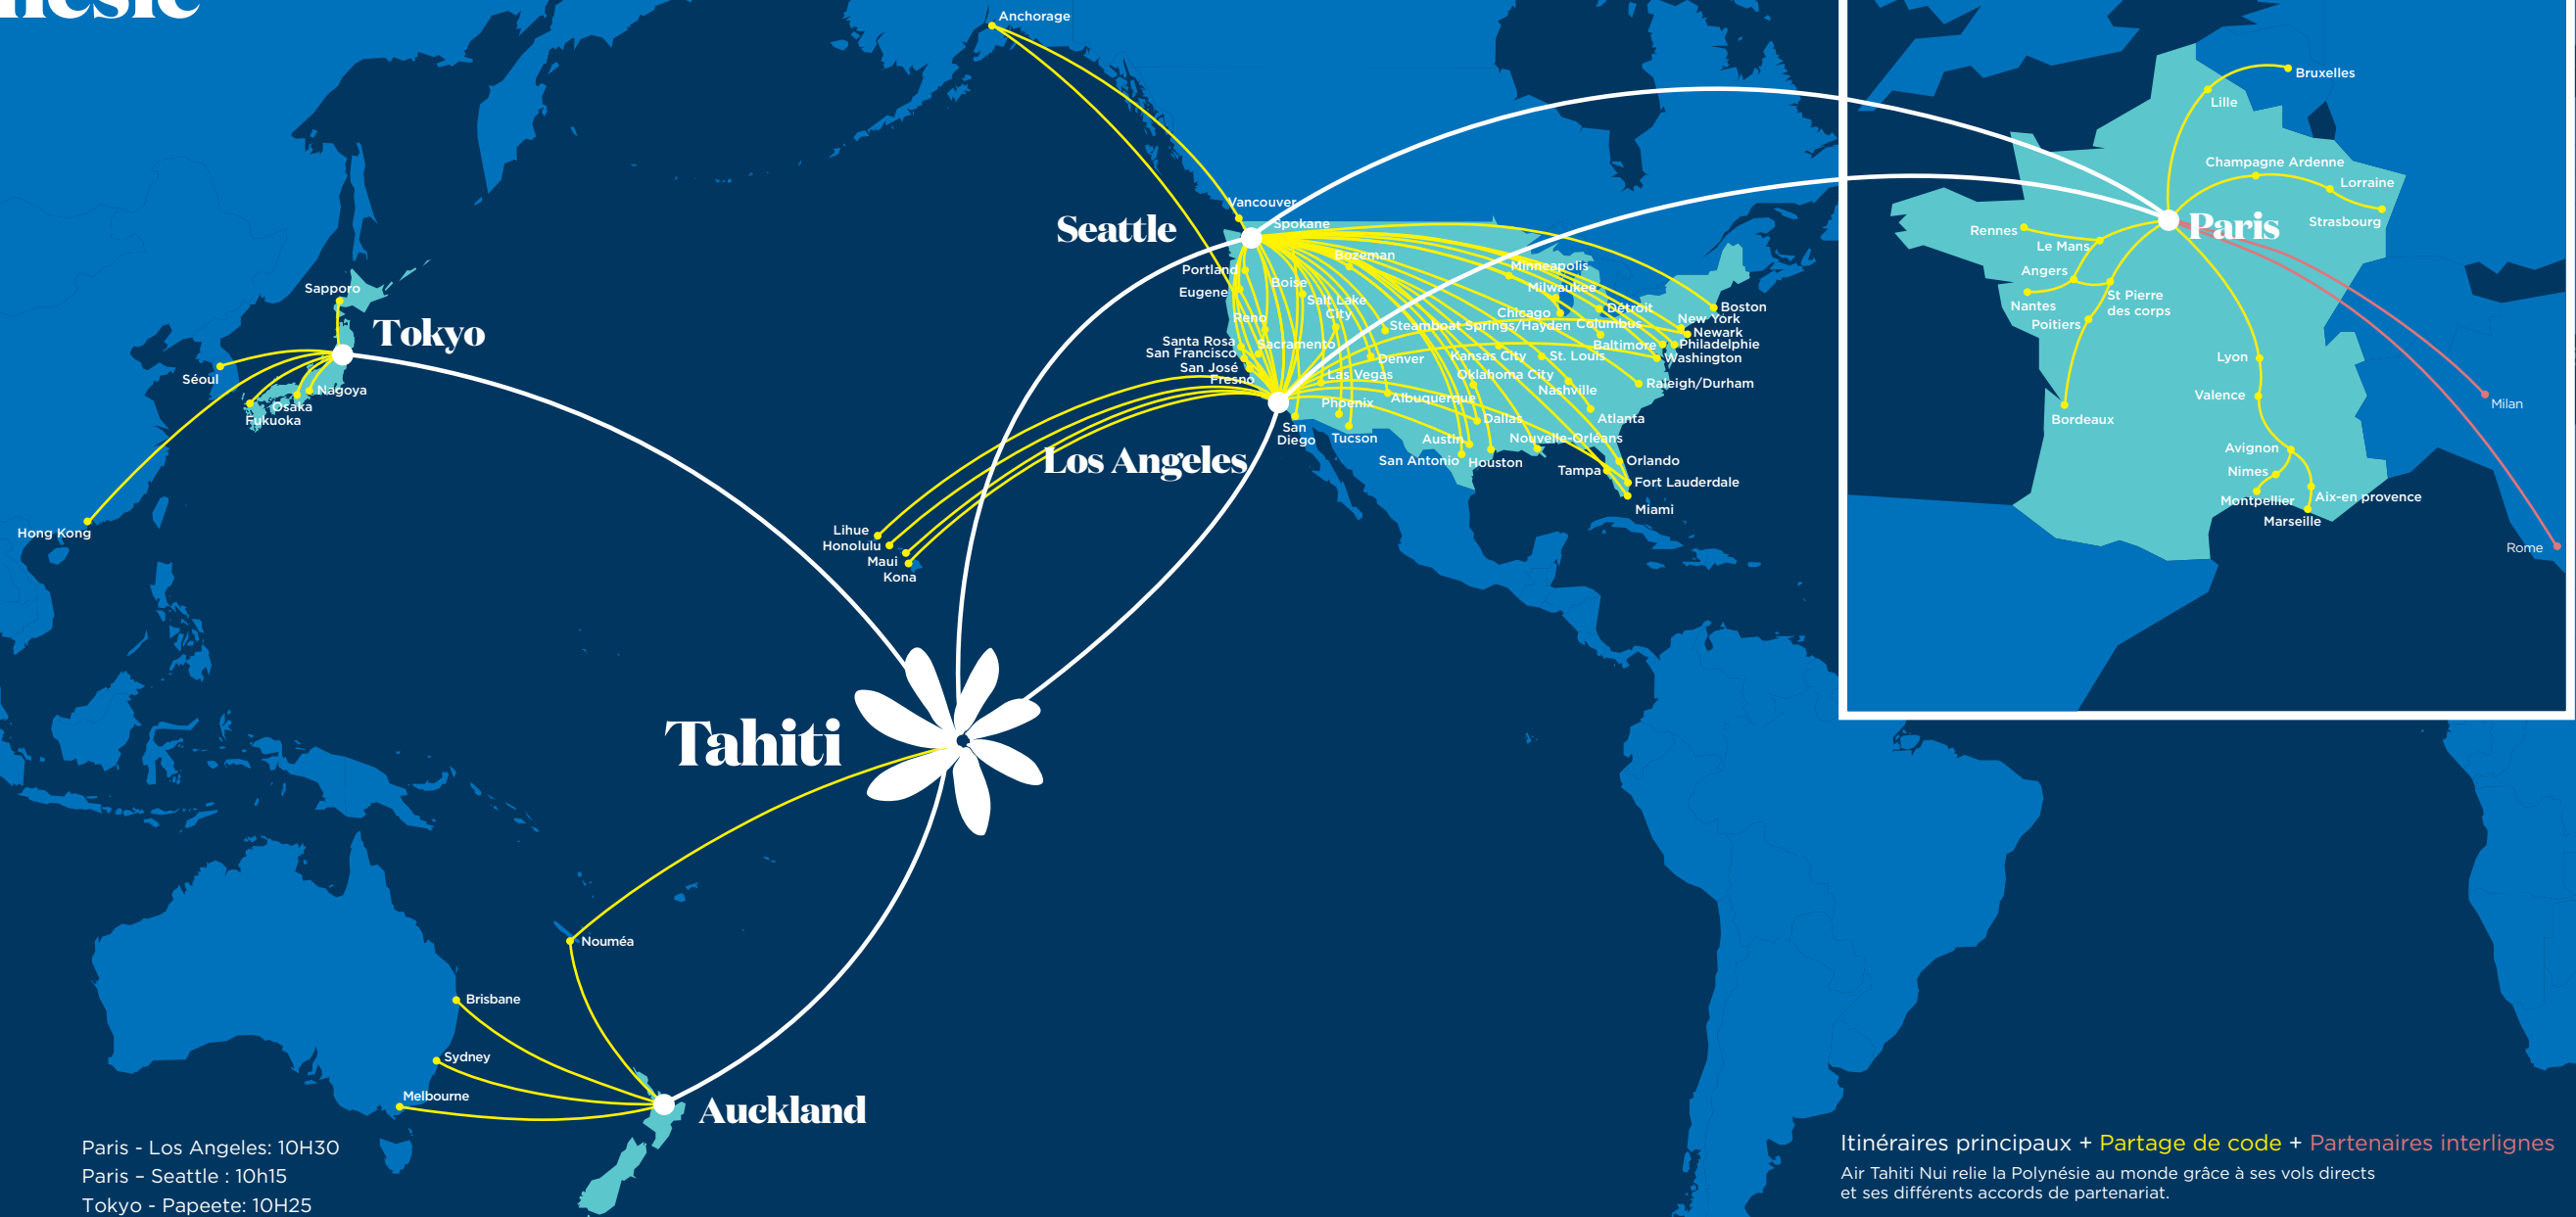 Anchorage
Vancouver
Spokane
Seattle
Portland
Eugene
Boise
Bozeman
Salt Lake
City
Reno
Minneapolis
Milwaukee
Chicago
Détroit
Boston
New York
Newark
Steamboat Springs/Hayden
Columbus
Baltimore
Philadelphie
Washington
Santa Rosa
San Francisco
San José
Fresno
Sacramento
Denver
Kansas City
St. Louis
Las Vegas
Oklahoma City
Nashville
Raleigh/Durham
Phoenix
Albuquerque
Dallas
Atlanta
San
Diego
Tucson
Austin
Nouvelle-Orléans
San Antonio
Houston
Tampa
Orlando
Fort Lauderdale
Miami
Los Angeles
Lihue
Honolulu
Maui
Kona
Sapporo
Tokyo
Séoul
Nagoya
Osaka
Fukuoka
Hong Kong
Tahiti
Nouméa
Brisbane
Sydney
Melbourne
Auckland
Bruxelles
Lille
Champagne Ardenne
Lorraine
Strasbourg
Paris
Rennes
Le Mans
Angers
Nantes
St Pierre
des corps
Poitiers
Bordeaux
Lyon
Valence
Avignon
Nimes
Montpellier
Aix-en provence
Marseille
Milan
Rome
Paris - Los Angeles: 10H30
Paris – Seattle : 10h15
Tokyo - Papeete: 10H25
Itinéraires principaux + Partage de code + Partenaires interlignes
Air Tahiti Nui relie la Polynésie au monde grâce à ses vols directs
et ses différents accords de partenariat.